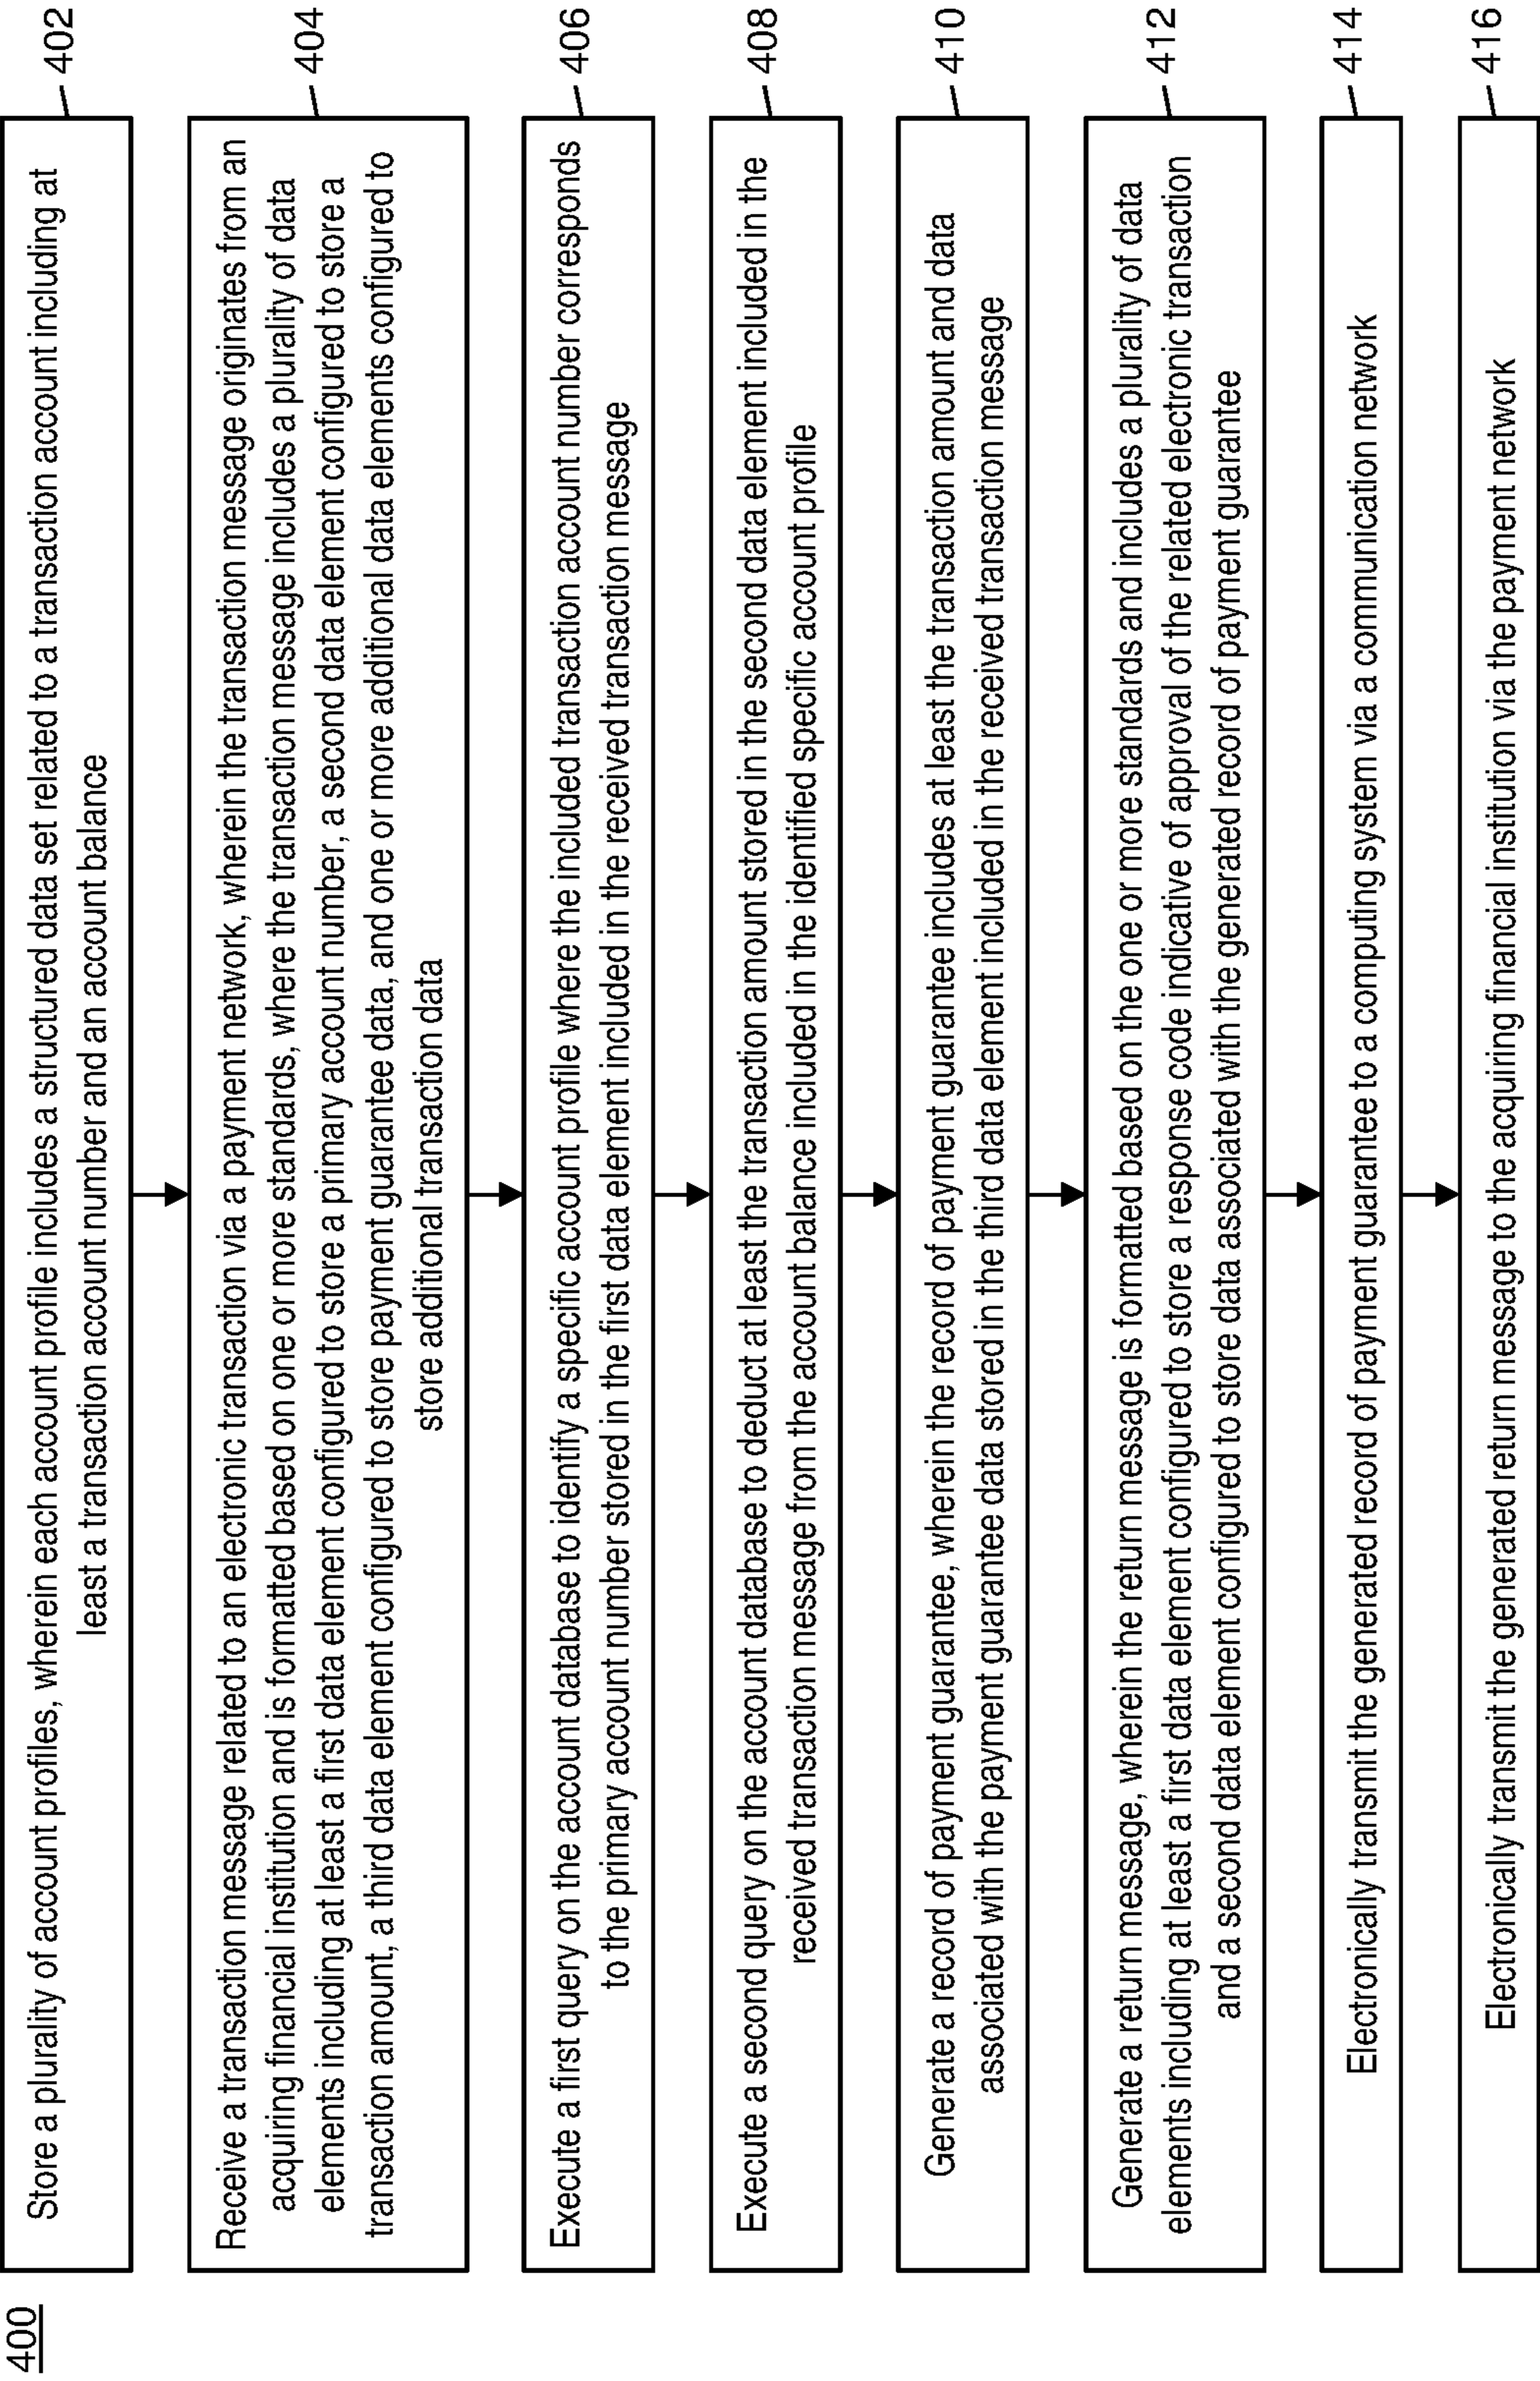 400
Store a plurality of account profiles, wherein each account profile includes a structured data set related to a transaction account including at
least a transaction account number and an account balance
402
Receive a transaction message related to an electronic transaction via a payment network, wherein the transaction message originates from an
acquiring financial institution and is formatted based on one or more standards, where the transaction message includes a plurality of data
elements including at least a first data element configured to store a primary account number, a second data element configured to store a
transaction amount, a third data element configured to store payment guarantee data, and one or more additional data elements configured to
store additional transaction data
404
Execute a first query on the account database to identify a specific account profile where the included transaction account number corresponds
to the primary account number stored in the first data element included in the received transaction message
406
Execute a second query on the account database to deduct at least the transaction amount stored in the second data element included in the
received transaction message from the account balance included in the identified specific account profile
408
Generate a record of payment guarantee, wherein the record of payment guarantee includes at least the transaction amount and data
associated with the payment guarantee data stored in the third data element included in the received transaction message
410
Generate a return message, wherein the return message is formatted based on the one or more standards and includes a plurality of data
elements including at least a first data element configured to store a response code indicative of approval of the related electronic transaction
and a second data element configured to store data associated with the generated record of payment guarantee
412
Electronically transmit the generated record of payment guarantee to a computing system via a communication network
414
Electronically transmit the generated return message to the acquiring financial institution via the payment network
416